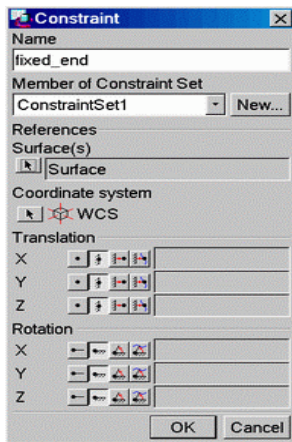 Constraint
Name
fixed_end
Member of Constraint Set
ConstraintSet1 New...
References
Surface(s)
Surface
Coordinate system
WCS
Translation
X
Y
Z
Rotation
X
Y
Z
OK Cancel